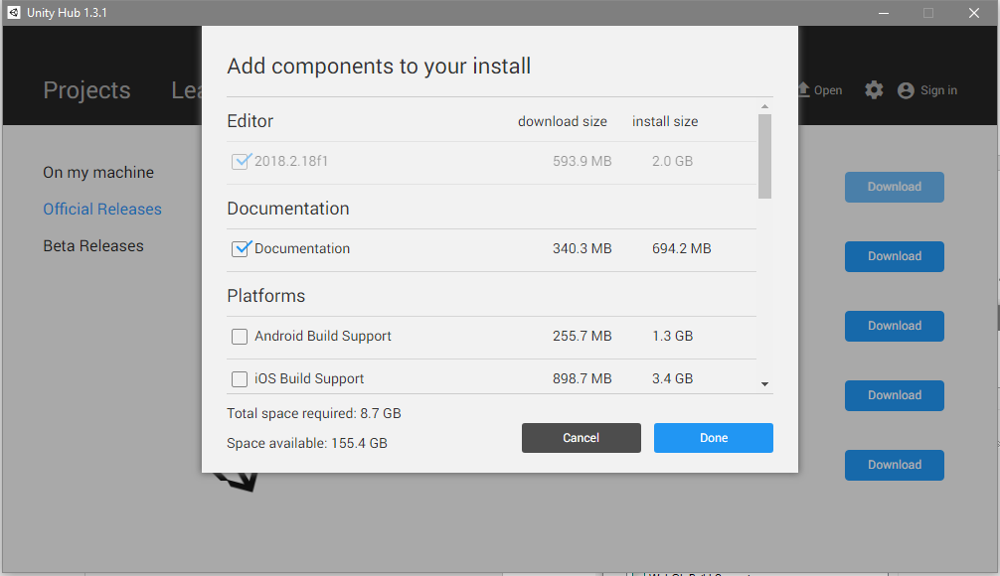 Unity Hub 1.3.1
Projects
Open
Sign in
On my machine
Official Releases
Beta Releases
Add components to your install
Editor download size install size
2018.2.18f1 593.9 MB 2.0 GB
Documentation
Documentation 340.3 MB 694.2 MB
Platforms
Android Build Support 255.7 MB 1.3 GB
iOS Build Support 898.7 MB 3.4 GB
Total space required: 8.7 GB
Space available: 155.4 GB
Cancel Done
Download
Download
Download
Download
Download